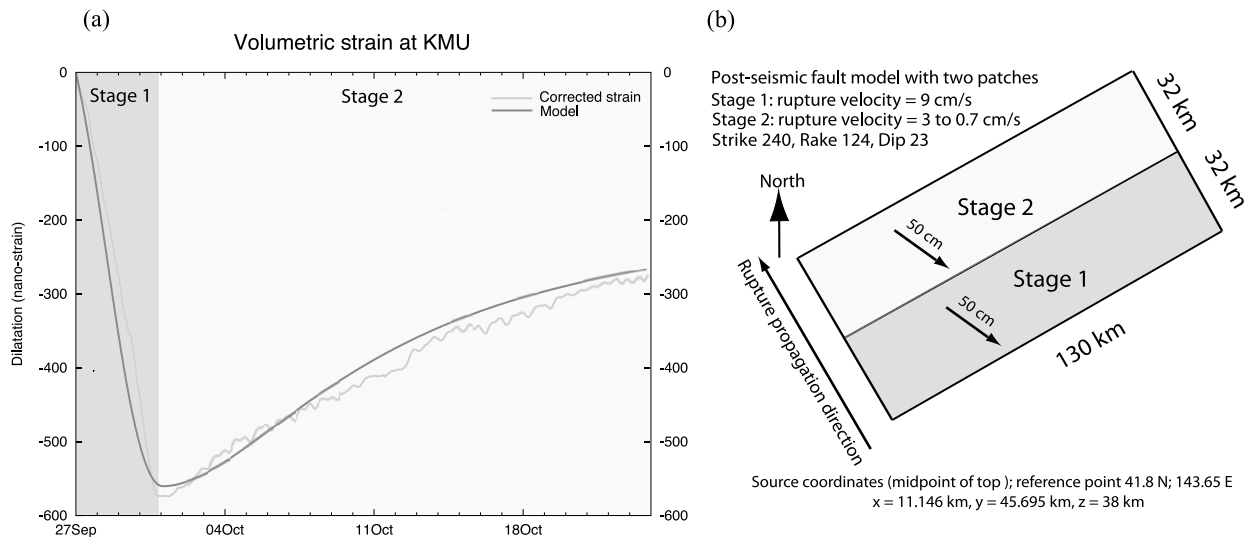 (a)
Volumetric strain at KMU
0
-100
-200
-300
-400
-500
-600
Dilatation (nano-strain)
Stage 1
Stage 2
Corrected strain
Model
0
-100
-200
-300
-400
-500
-600
27Sep
04Oct
11Oct
18Oct
(b)
Post-seismic fault model with two patches
Stage 1: rupture velocity = 9 cm/s
Stage 2: rupture velocity = 3 to 0.7 cm/s
Strike 240, Rake 124, Dip 23
North
32 km
32 km
Stage 2
50 cm
Stage 1
50 cm
130 km
Rupture propagation direction
Source coordinates (midpoint of top ); reference point 41.8 N; 143.65 E
x = 11.146 km, y = 45.695 km, z = 38 km